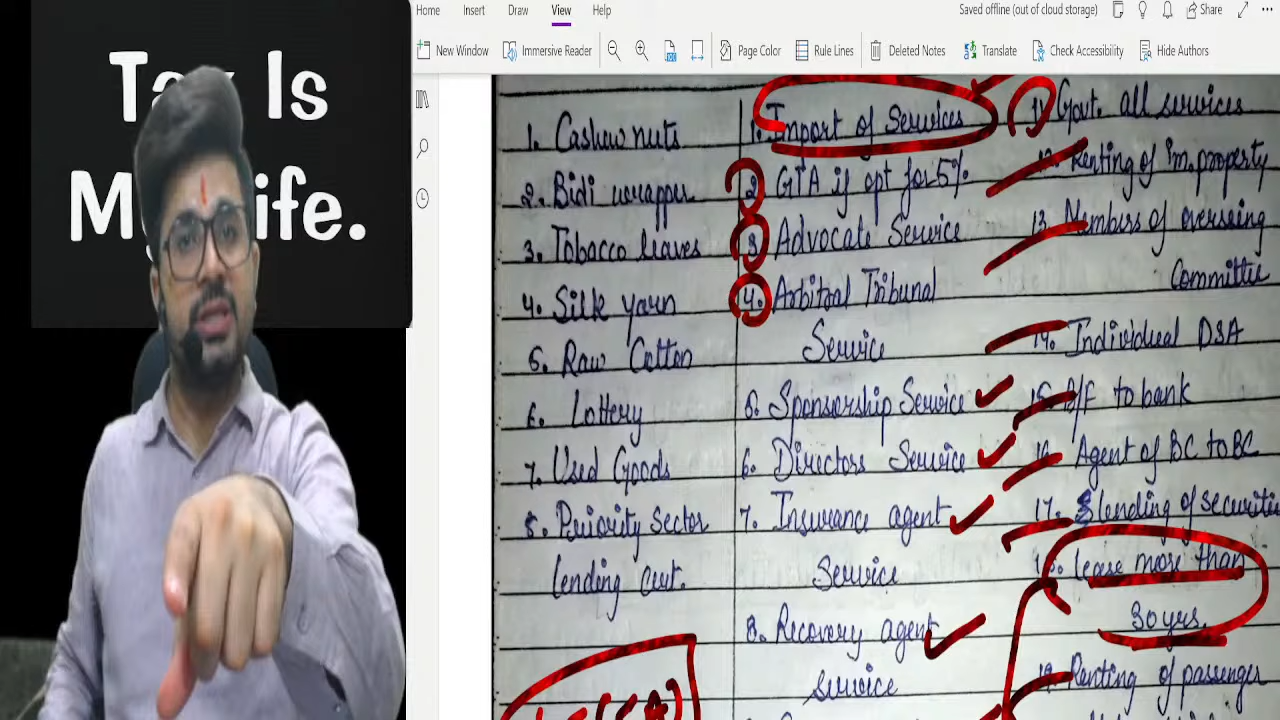 Tax Is
My Life.
Home Insert Draw View Help
Saved offline (out of cloud storage) Share
New Window Immersive Reader Page Color Rule Lines Deleted Notes Translate Check Accessibility Hide Authors
1. Cashew nuts
2. Bidi wrapper
3. Tobacco leaves
4. Silk yarn
5. Raw Cotton
6. Lottery
7. Used Goods
8. Priority Sector
lending cert.
1. Import of Services
2. GTA if opt for 5%.
3. Advocate Service
4. Arbitral Tribunal
Service
5. Sponsorship Service
6. Directors Service
7. Insurance agent
Service
8. Recovery agent
Service
11. Govt. all services
12. Renting of im. property
13. Members of overseing
Committee
14. Individual DSA
15. B/F to bank
16. Agent of BC to BC
17. lending of securities
18. lease more than
30 yrs.
19. Renting of passenger